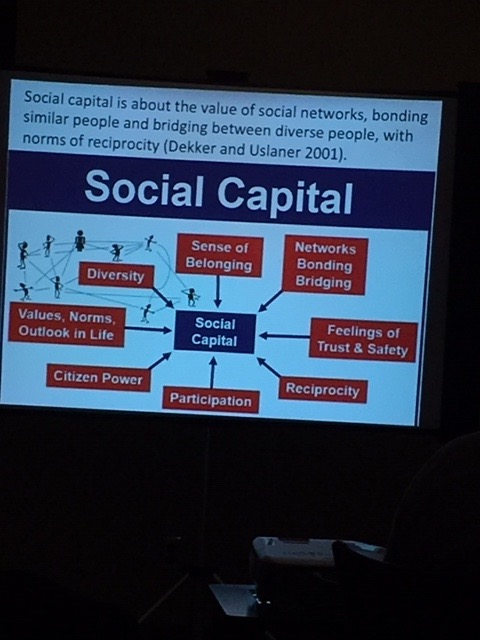 Social capital is about the value of social networks, bonding
similar people and bridging between diverse people, with
norms of reciprocity (Dekker and Uslaner 2001).
Social Capital
Sense of
Belonging
Networks
Bonding
Bridging
Diversity
Values, Norms,
Outlook in Life
Social
Capital
Feelings of
Trust & Safety
Citizen Power
Participation
Reciprocity